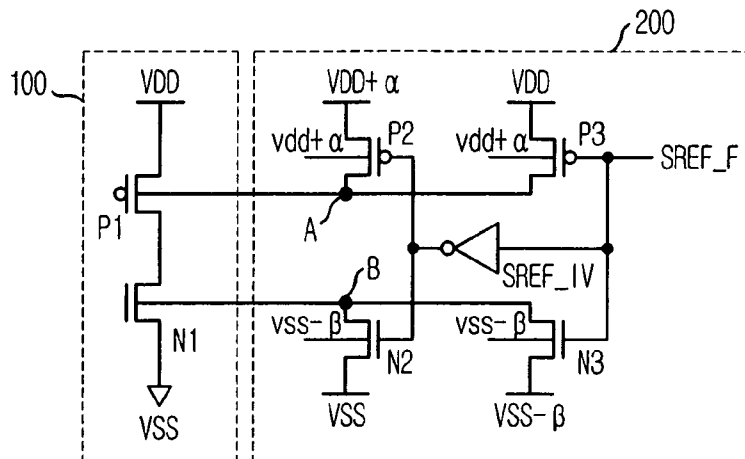 200
100
VDD
VDD+α
VDD
P2
P3
vdd+α
vdd+α
SREF_F
P1
A
SREF_IV
B
N1
vss-β
N2
vss-β
N3
VSS
VSS
VSS-β